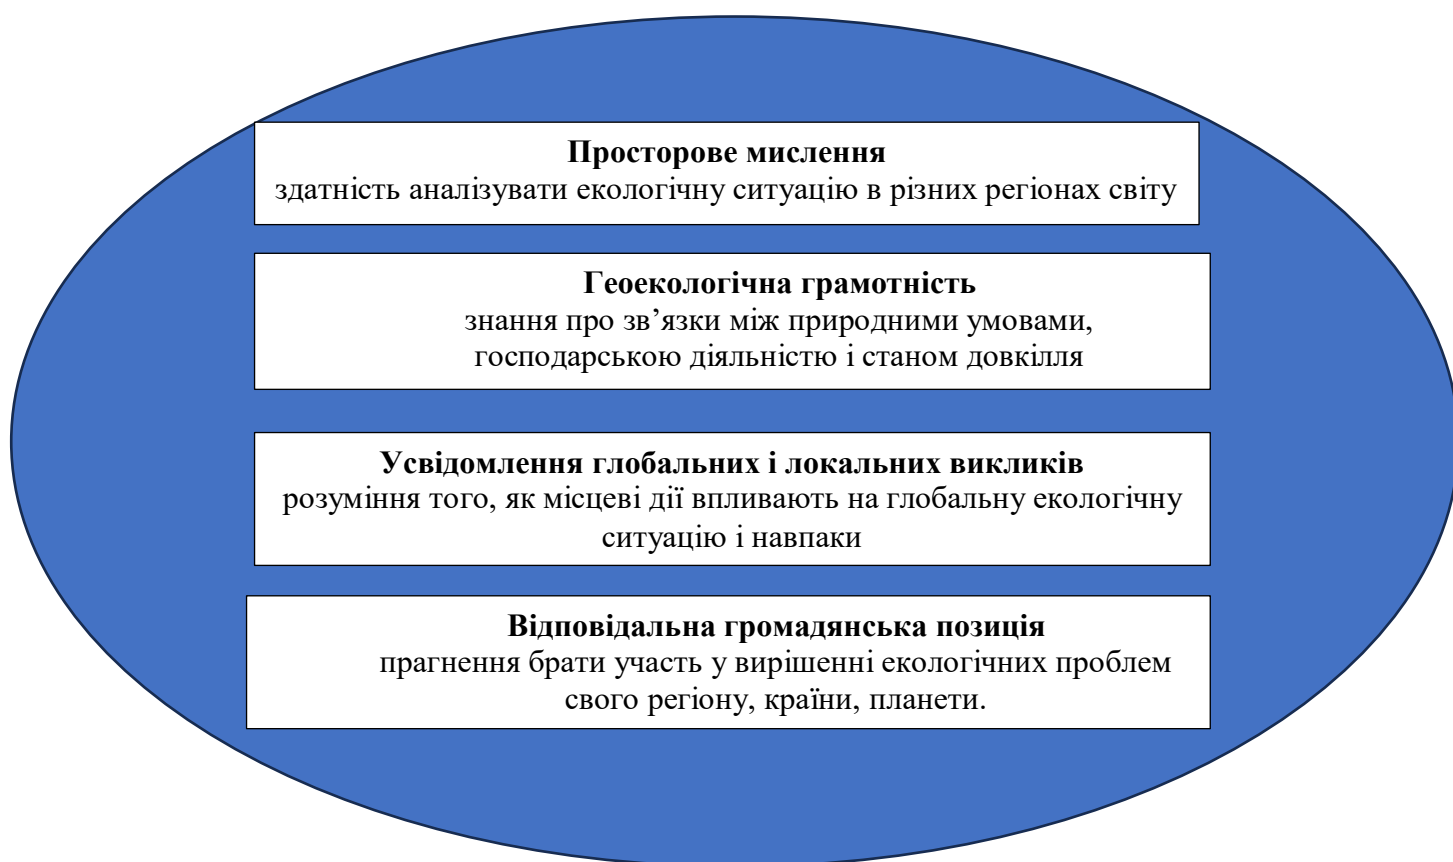 Просторове мислення
здатність аналізувати екологічну ситуацію в різних регіонах світу
Геоекологічна грамотність
знання про зв’язки між природними умовами,
господарською діяльністю і станом довкілля
Усвідомлення глобальних і локальних викликів
розуміння того, як місцеві дії впливають на глобальну екологічну
ситуацію і навпаки
Відповідальна громадянська позиція
прагнення брати участь у вирішенні екологічних проблем
свого регіону, країни, планети.